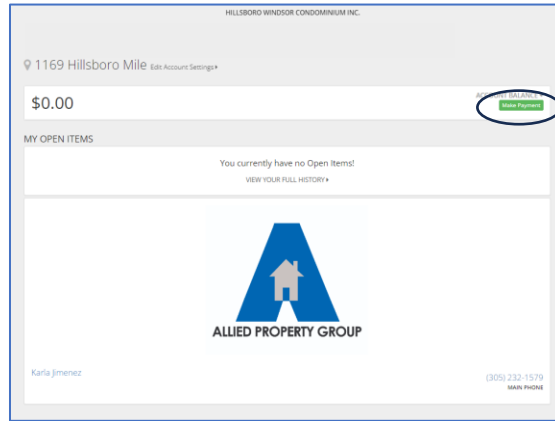 HILLSBORO WINDSOR CONDOMINIUM INC.
1169 Hillsboro Mile Edit Account Settings
$0.00
ACCOUNT BALANCE
Make Payment
MY OPEN ITEMS
You currently have no Open Items!
VIEW YOUR FULL HISTORY
ALLIED PROPERTY GROUP
Karla Jimenez
(305) 232-1579
MAIN PHONE